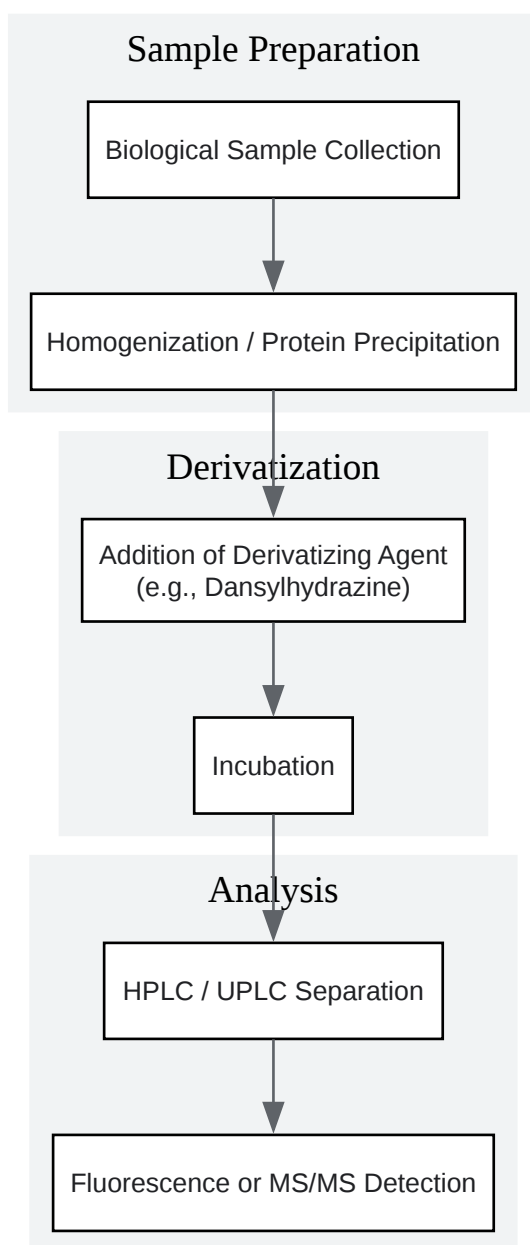 Sample Preparation
Biological Sample Collection
Homogenization / Protein Precipitation
Derivatization
Addition of Derivatizing Agent
(e.g., Dansylhydrazine)
Incubation
Analysis
HPLC / UPLC Separation
Fluorescence or MS/MS Detection